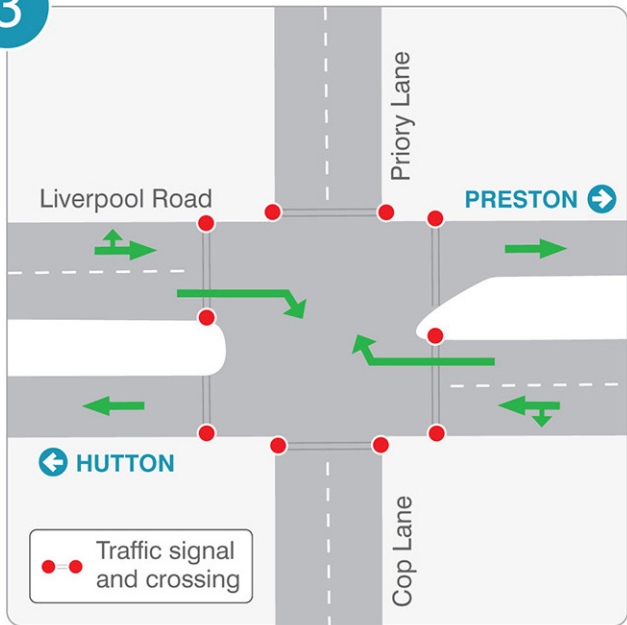 3
Priory Lane
Liverpool Road
PRESTON
HUTTON
Traffic signal
and crossing
Cop Lane